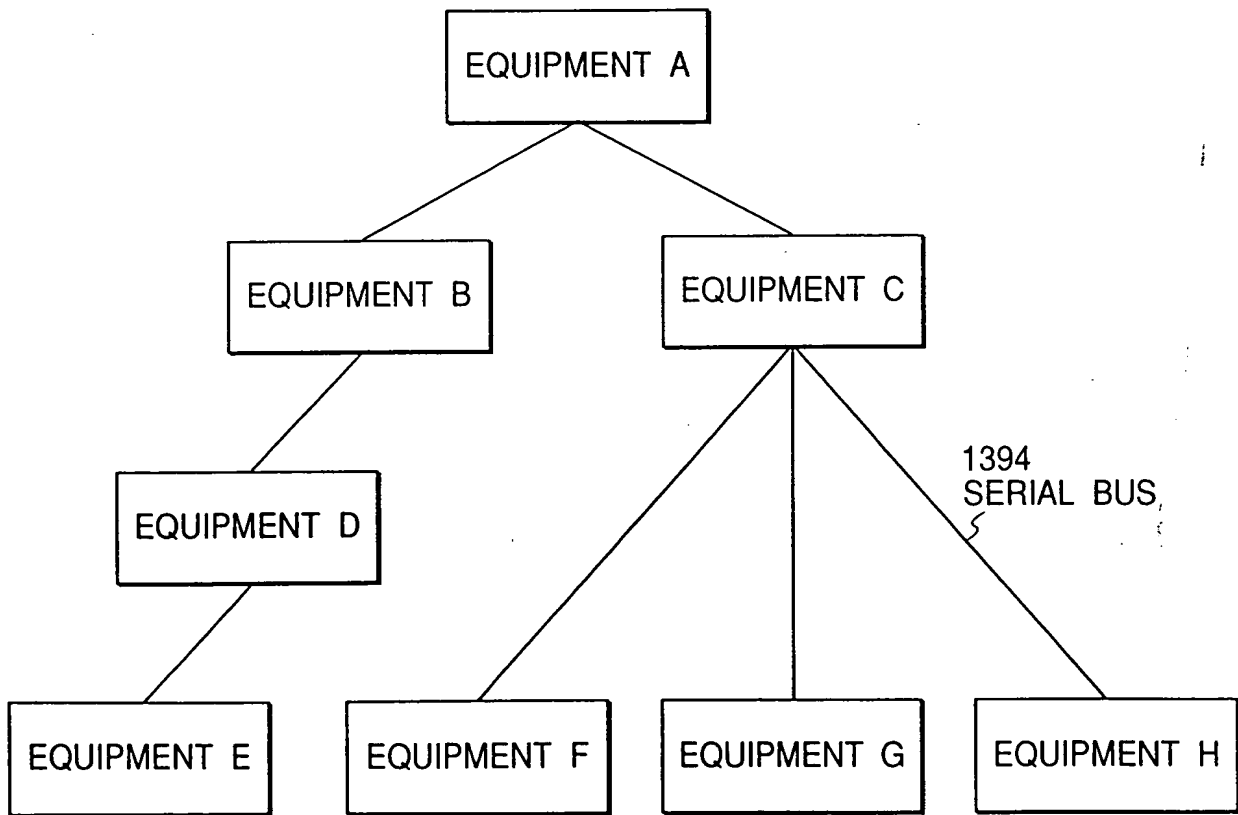 EQUIPMENT A
EQUIPMENT B
EQUIPMENT C
1394
SERIAL BUS
EQUIPMENT D
EQUIPMENT E
EQUIPMENT F
EQUIPMENT G
EQUIPMENT H